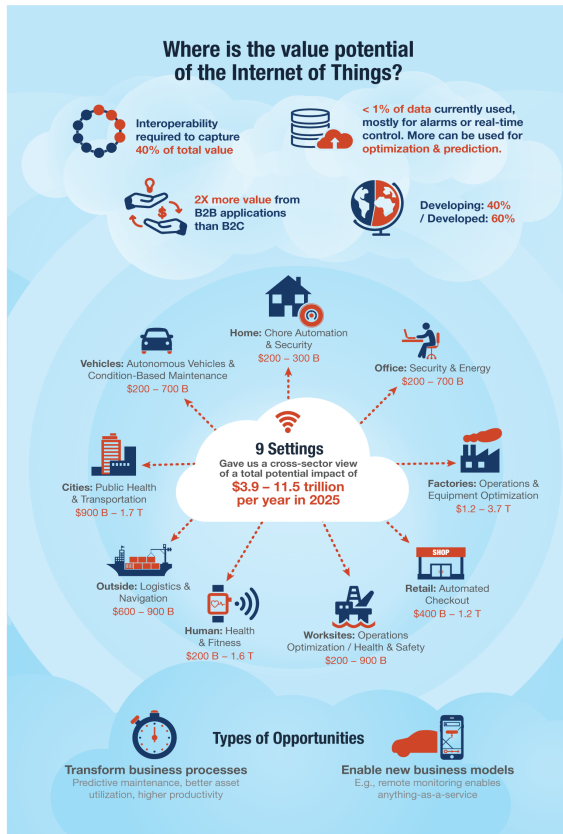 Where is the value potential
of the Internet of Things?
Interoperability
required to capture
40% of total value
< 1% of data currently used,
mostly for alarms or real-time
control. More can be used for
optimization & prediction.
2X more value from
B2B applications
than B2C
Developing: 40%
/ Developed: 60%
Home: Chore Automation
& Security
$200 – 300 B
Vehicles: Autonomous Vehicles &
Condition-Based Maintenance
$200 – 700 B
Office: Security & Energy
$200 – 700 B
9 Settings
Gave us a cross-sector view
of a total potential impact of
$3.9 – 11.5 trillion
per year in 2025
Cities: Public Health
& Transportation
$900 B – 1.7 T
Factories: Operations &
Equipment Optimization
$1.2 – 3.7 T
Outside: Logistics &
Navigation
$600 – 900 B
SHOP
Retail: Automated
Checkout
$400 B – 1.2 T
Human: Health
& Fitness
$200 B – 1.6 T
Worksites: Operations
Optimization / Health & Safety
$200 – 900 B
Types of Opportunities
Transform business processes
Predictive maintenance, better asset
utilization, higher productivity
Enable new business models
E.g., remote monitoring enables
anything-as-a-service